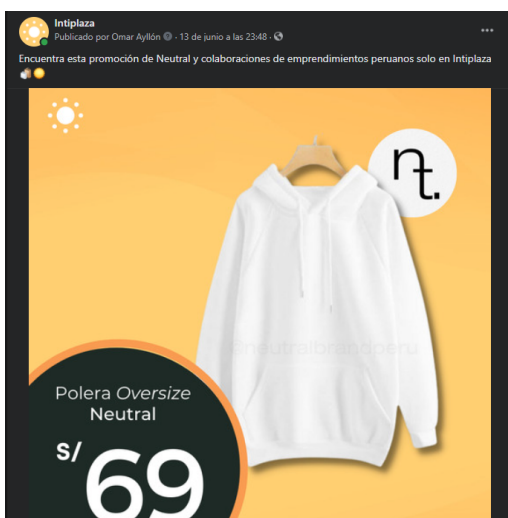 Intiplaza
Publicado por Omar Ayllón · 13 de junio a las 23:48 ·
Encuentra esta promoción de Neutral y colaboraciones de emprendimientos peruanos solo en Intiplaza
nt.
neutralbrandperu
Polera Oversize
Neutral
S/
69